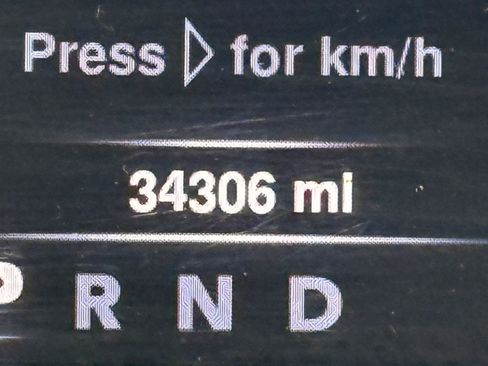 Press ▷ for km/h
34306 mi
P R N D